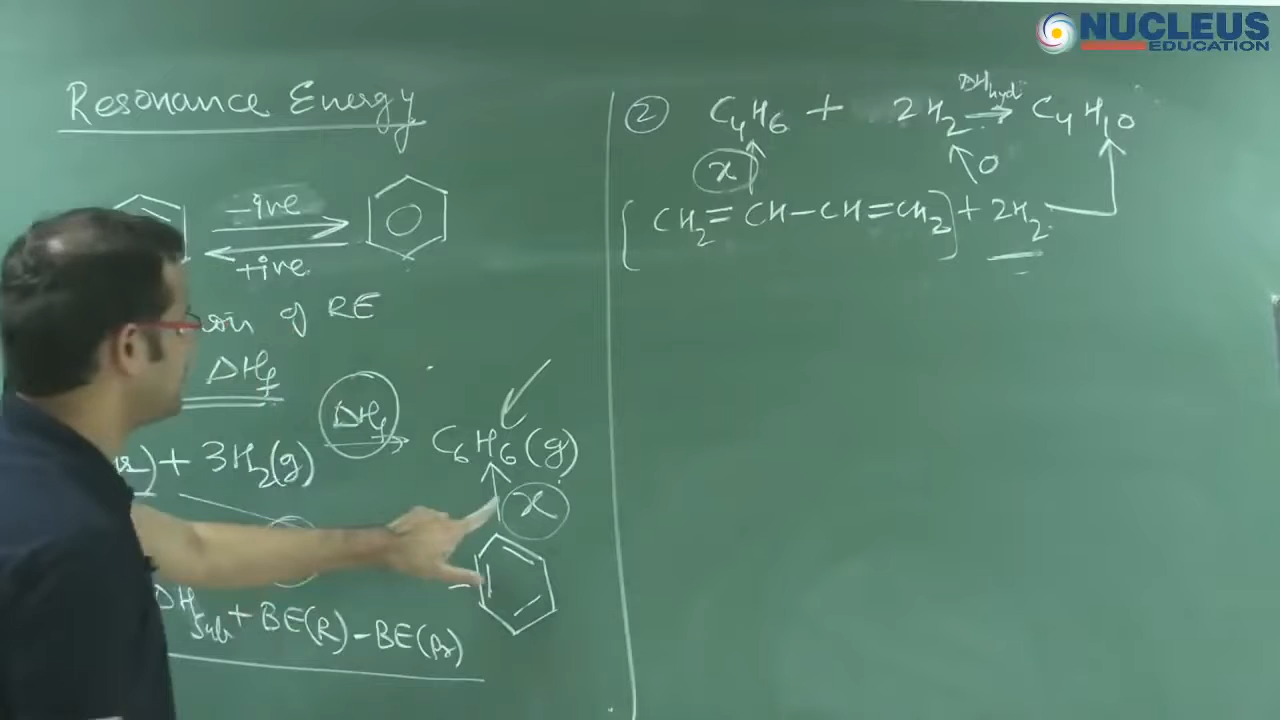 NUCLEUS
EDUCATION
Resonance Energy
-ive
+ive
of RE
ΔHf
) + 3H₂(g) ΔHf → C₆H₆(g)
x
ΔHsub + BE(R) - BE(Pr)
② C₄H₆ + 2H₂ ΔHhyd → C₄H₁₀
x 0
[CH₂=CH-CH=CH₂] + 2H₂